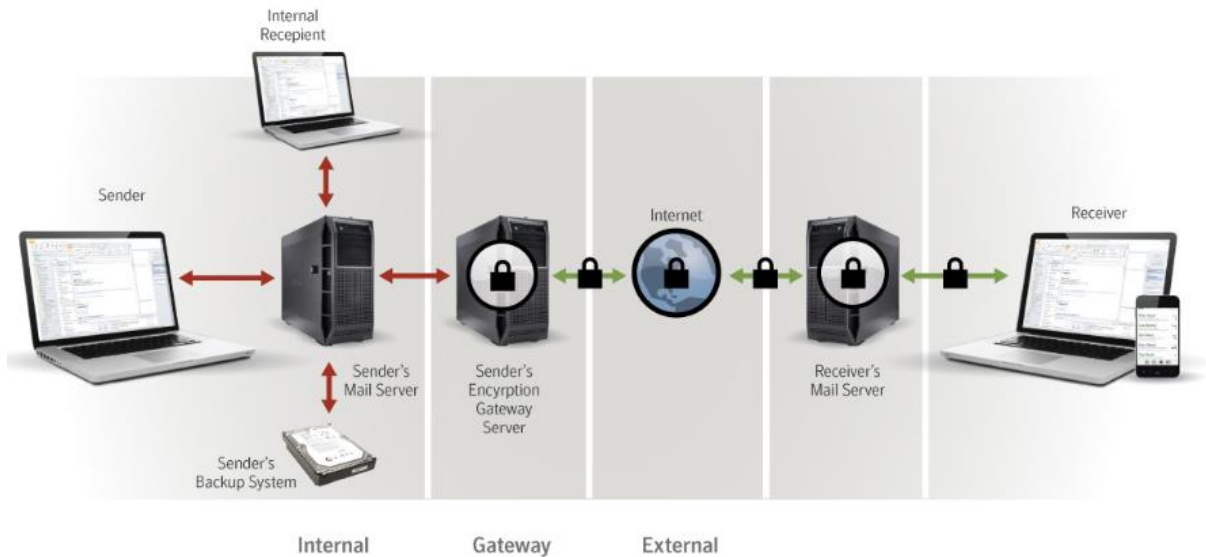 Internal
Recepient
Sender
Internet
Receiver
Sender's
Mail Server
Sender's
Encyrption
Gateway
Server
Receiver's
Mail Server
Sender's
Backup System
Internal
Gateway
External